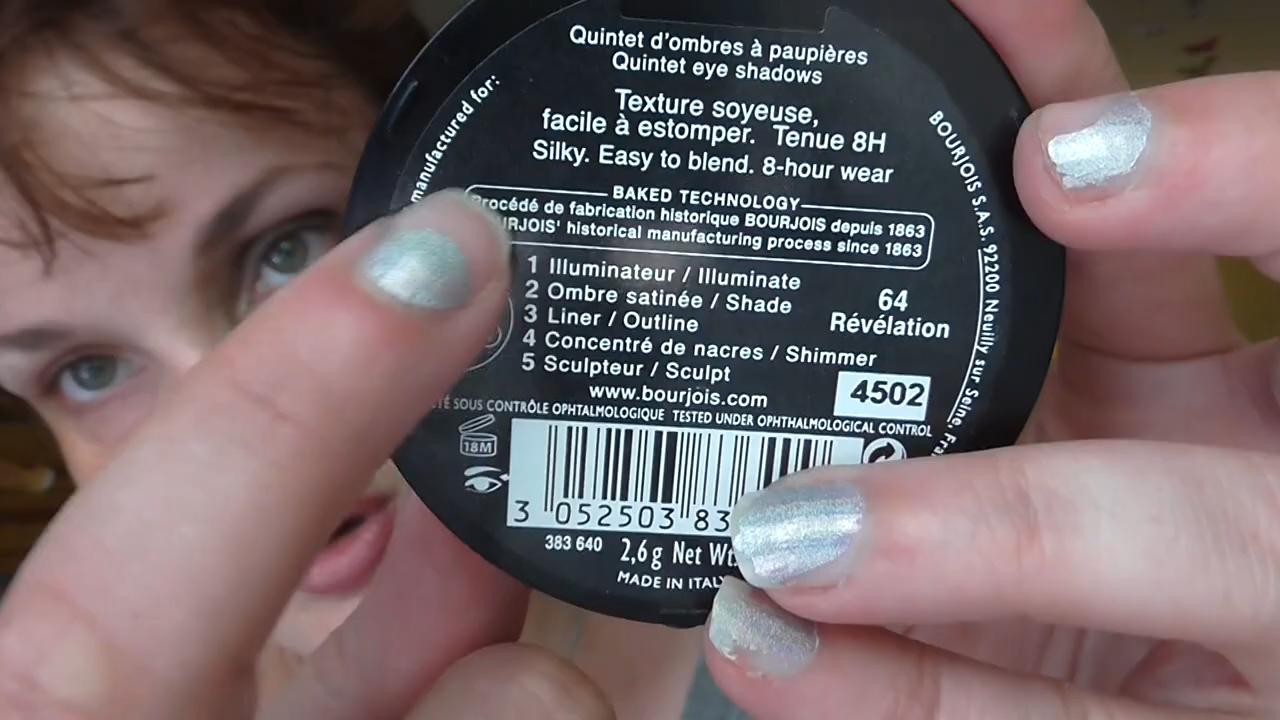 Quintet d'ombres à paupières
Quintet eye shadows
Texture soyeuse,
facile à estomper. Tenue 8H
Silky. Easy to blend. 8-hour wear
manufactured for:
BOURJOIS S.A.S. 92200 Neuilly sur Seine,
BAKED TECHNOLOGY
Procédé de fabrication historique BOURJOIS depuis 1863
historical manufacturing process since 1863
1 Illuminateur / Illuminate
2 Ombre satinée / Shade
3 Liner / Outline
4 Concentré de nacres / Shimmer
5 Sculpteur / Sculpt
64
Révélation
www.bourjois.com
4502
SOUS CONTRÔLE OPHTALMOLOGIQUE TESTED UNDER OPHTHALMOLOGICAL CONTROL
18M
3 052503 83
383 640 2,6 g Net Wt.
MADE IN ITALY